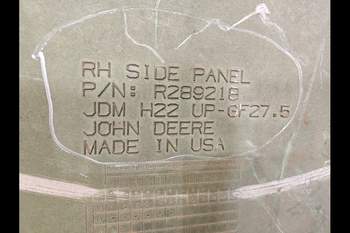 RH SIDE PANEL
P/N: R289218
JDM H22 UP-GF27.5
JOHN DEERE
MADE IN USA